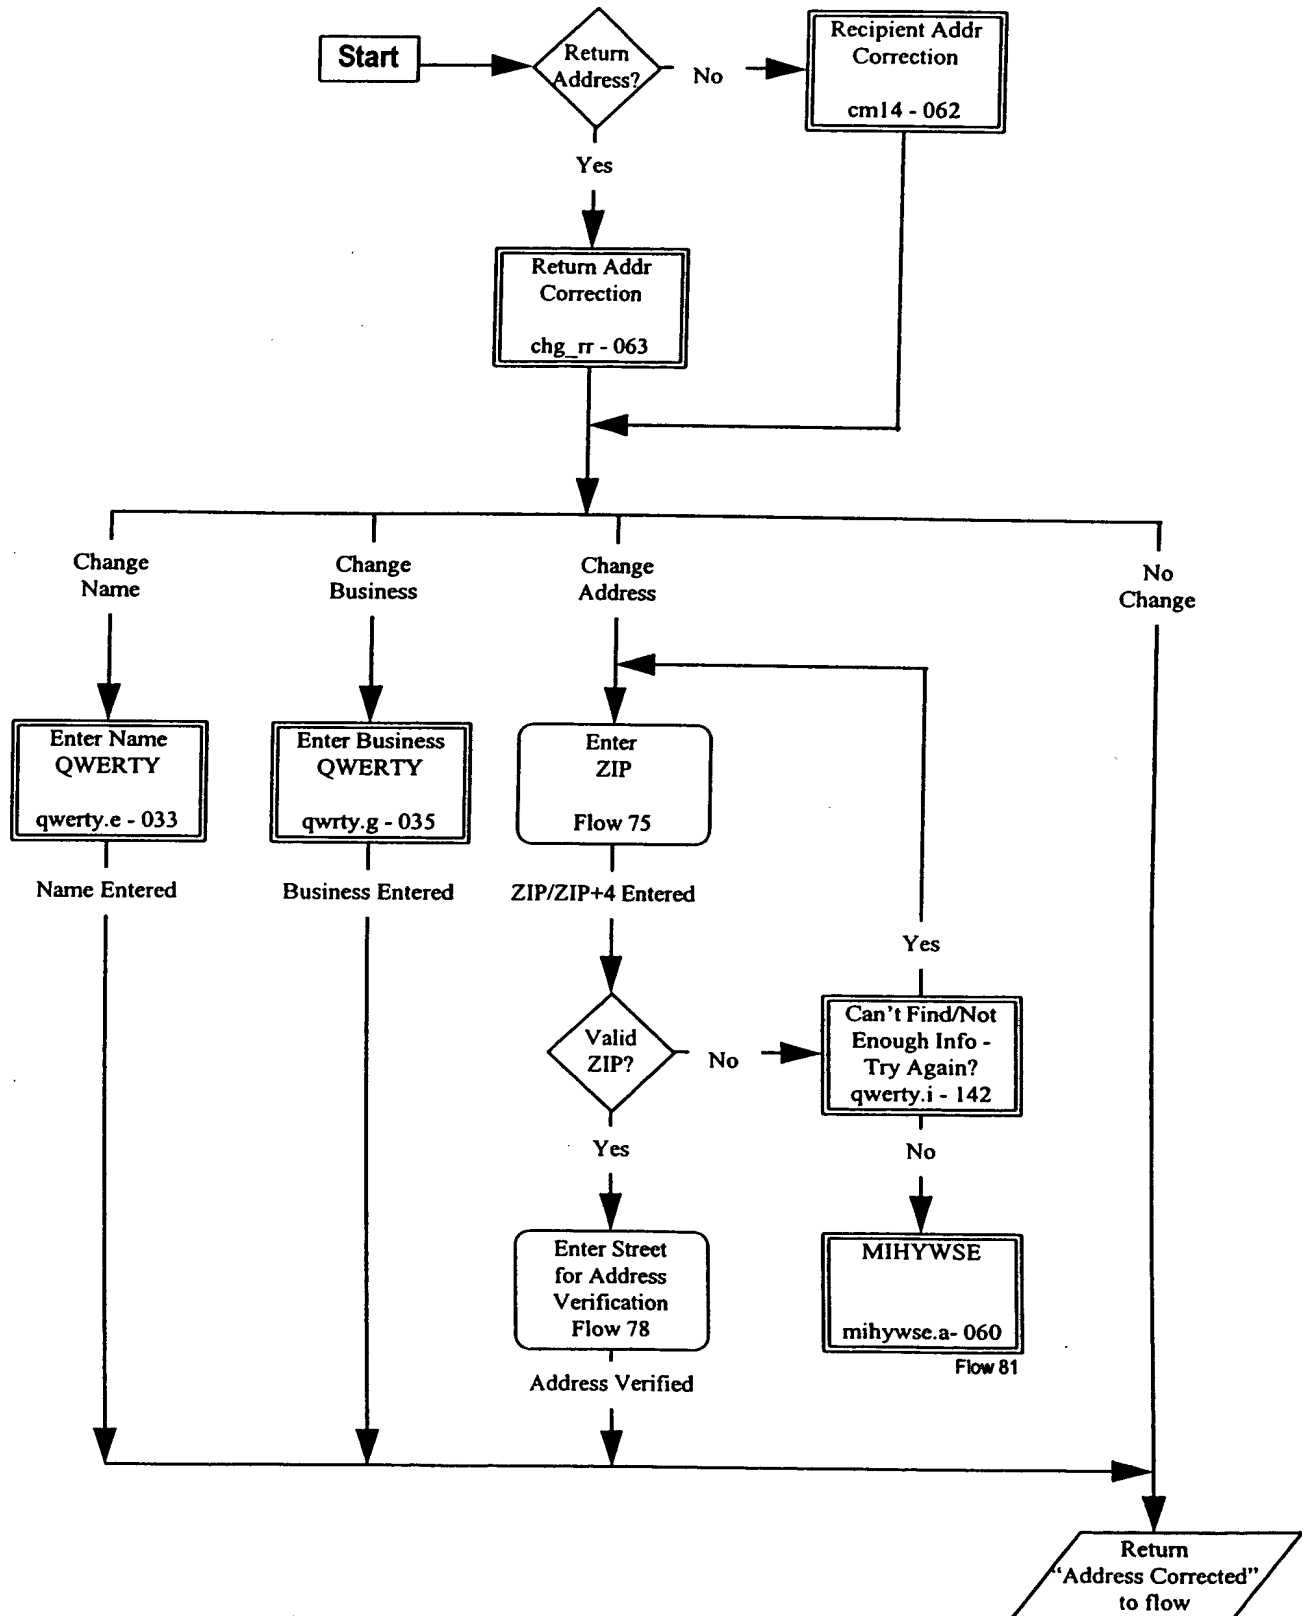 Start
Return
Address?
No
Recipient Addr
Correction
cm14 - 062
Yes
Return Addr
Correction
chg_rr - 063
Change
Name
Change
Business
Change
Address
No
Change
Enter Name
QWERTY
qwerty.e - 033
Enter Business
QWERTY
qwrty.g - 035
Enter
ZIP
Flow 75
Name Entered
Business Entered
ZIP/ZIP+4 Entered
Yes
Valid
ZIP?
No
Can't Find/Not
Enough Info -
Try Again?
qwerty.i - 142
Yes
No
Enter Street
for Address
Verification
Flow 78
MIHYWSE
mihywse.a- 060
Flow 81
Address Verified
Return
"Address Corrected"
to flow